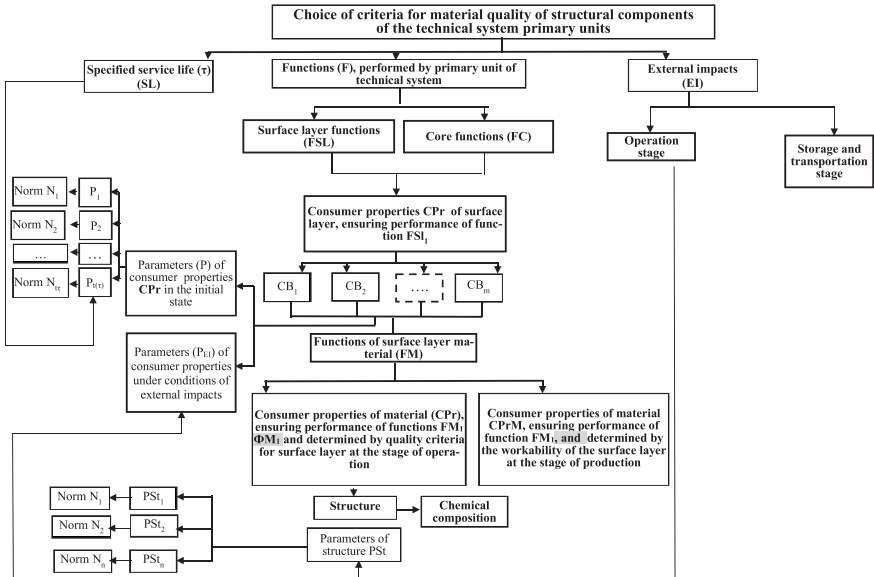 Choice of criteria for material quality of structural components
of the technical system primary units
Specified service life (τ)
(SL)
Functions (F), performed by primary unit of
technical system
External impacts
(EI)
Surface layer functions
(FSL)
Core functions (FC)
Operation
stage
Storage and
transportation
stage
Norm N1
P1
Norm N2
P2
...
...
Norm Ntτ
Pt(τ)
Consumer properties CPr of surface
layer, ensuring performance of func-
tion FSl1
Parameters (P) of
consumer properties
CPr in the initial
state
CB1
CB2
....
CBm
Parameters (PEI) of
consumer properties
under conditions of
external impacts
Functions of surface layer ma-
terial (FM)
Consumer properties of material (CPr),
ensuring performance of functions FM1
ΦM1 and determined by quality criteria
for surface layer at the stage of opera-
tion
Consumer properties of material
CPrM, ensuring performance of
function FM1, and determined by
the workability of the surface layer
at the stage of production
Structure
Chemical
composition
Norm N1
PSt1
Norm N2
PSt2
Norm Nn
PStn
Parameters of
structure PSt